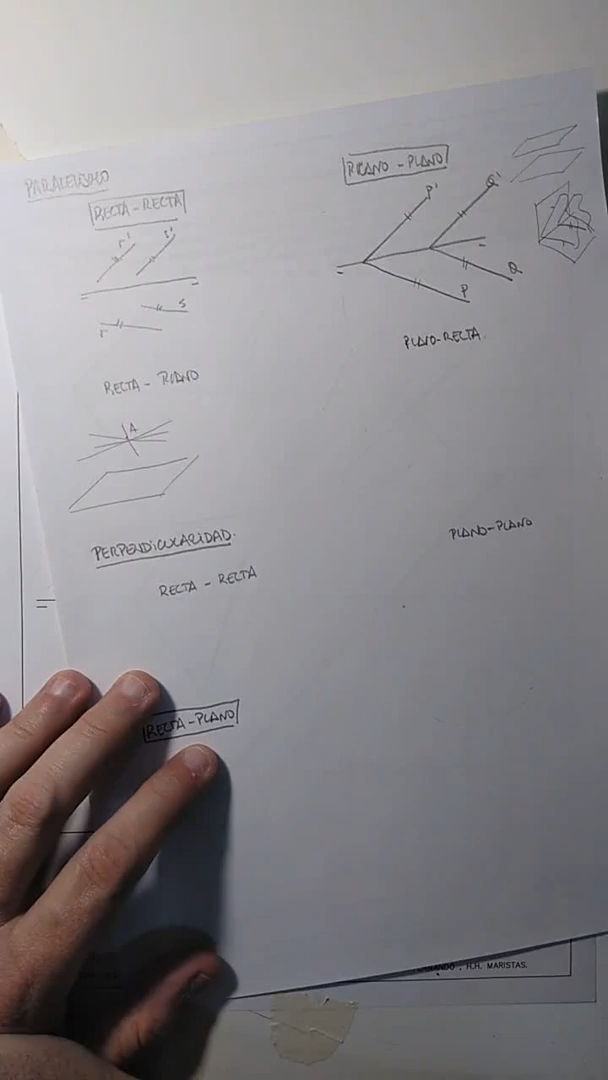 PARALELISMO
RECTA-RECTA
r' s'
s
r
PLANO-PLANO
P' Q'
Q
P
PLANO-RECTA.
RECTA-PLANO
A
PERPENDICULARIDAD.
RECTA-RECTA
PLANO-PLANO
RECTA-PLANO
H.H. MARISTAS.